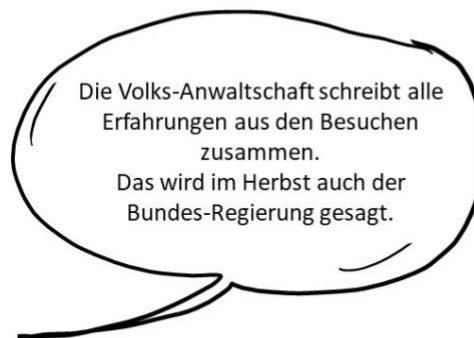 Die Volks-Anwaltschaft schreibt alle
Erfahrungen aus den Besuchen
zusammen.
Das wird im Herbst auch der
Bundes-Regierung gesagt.